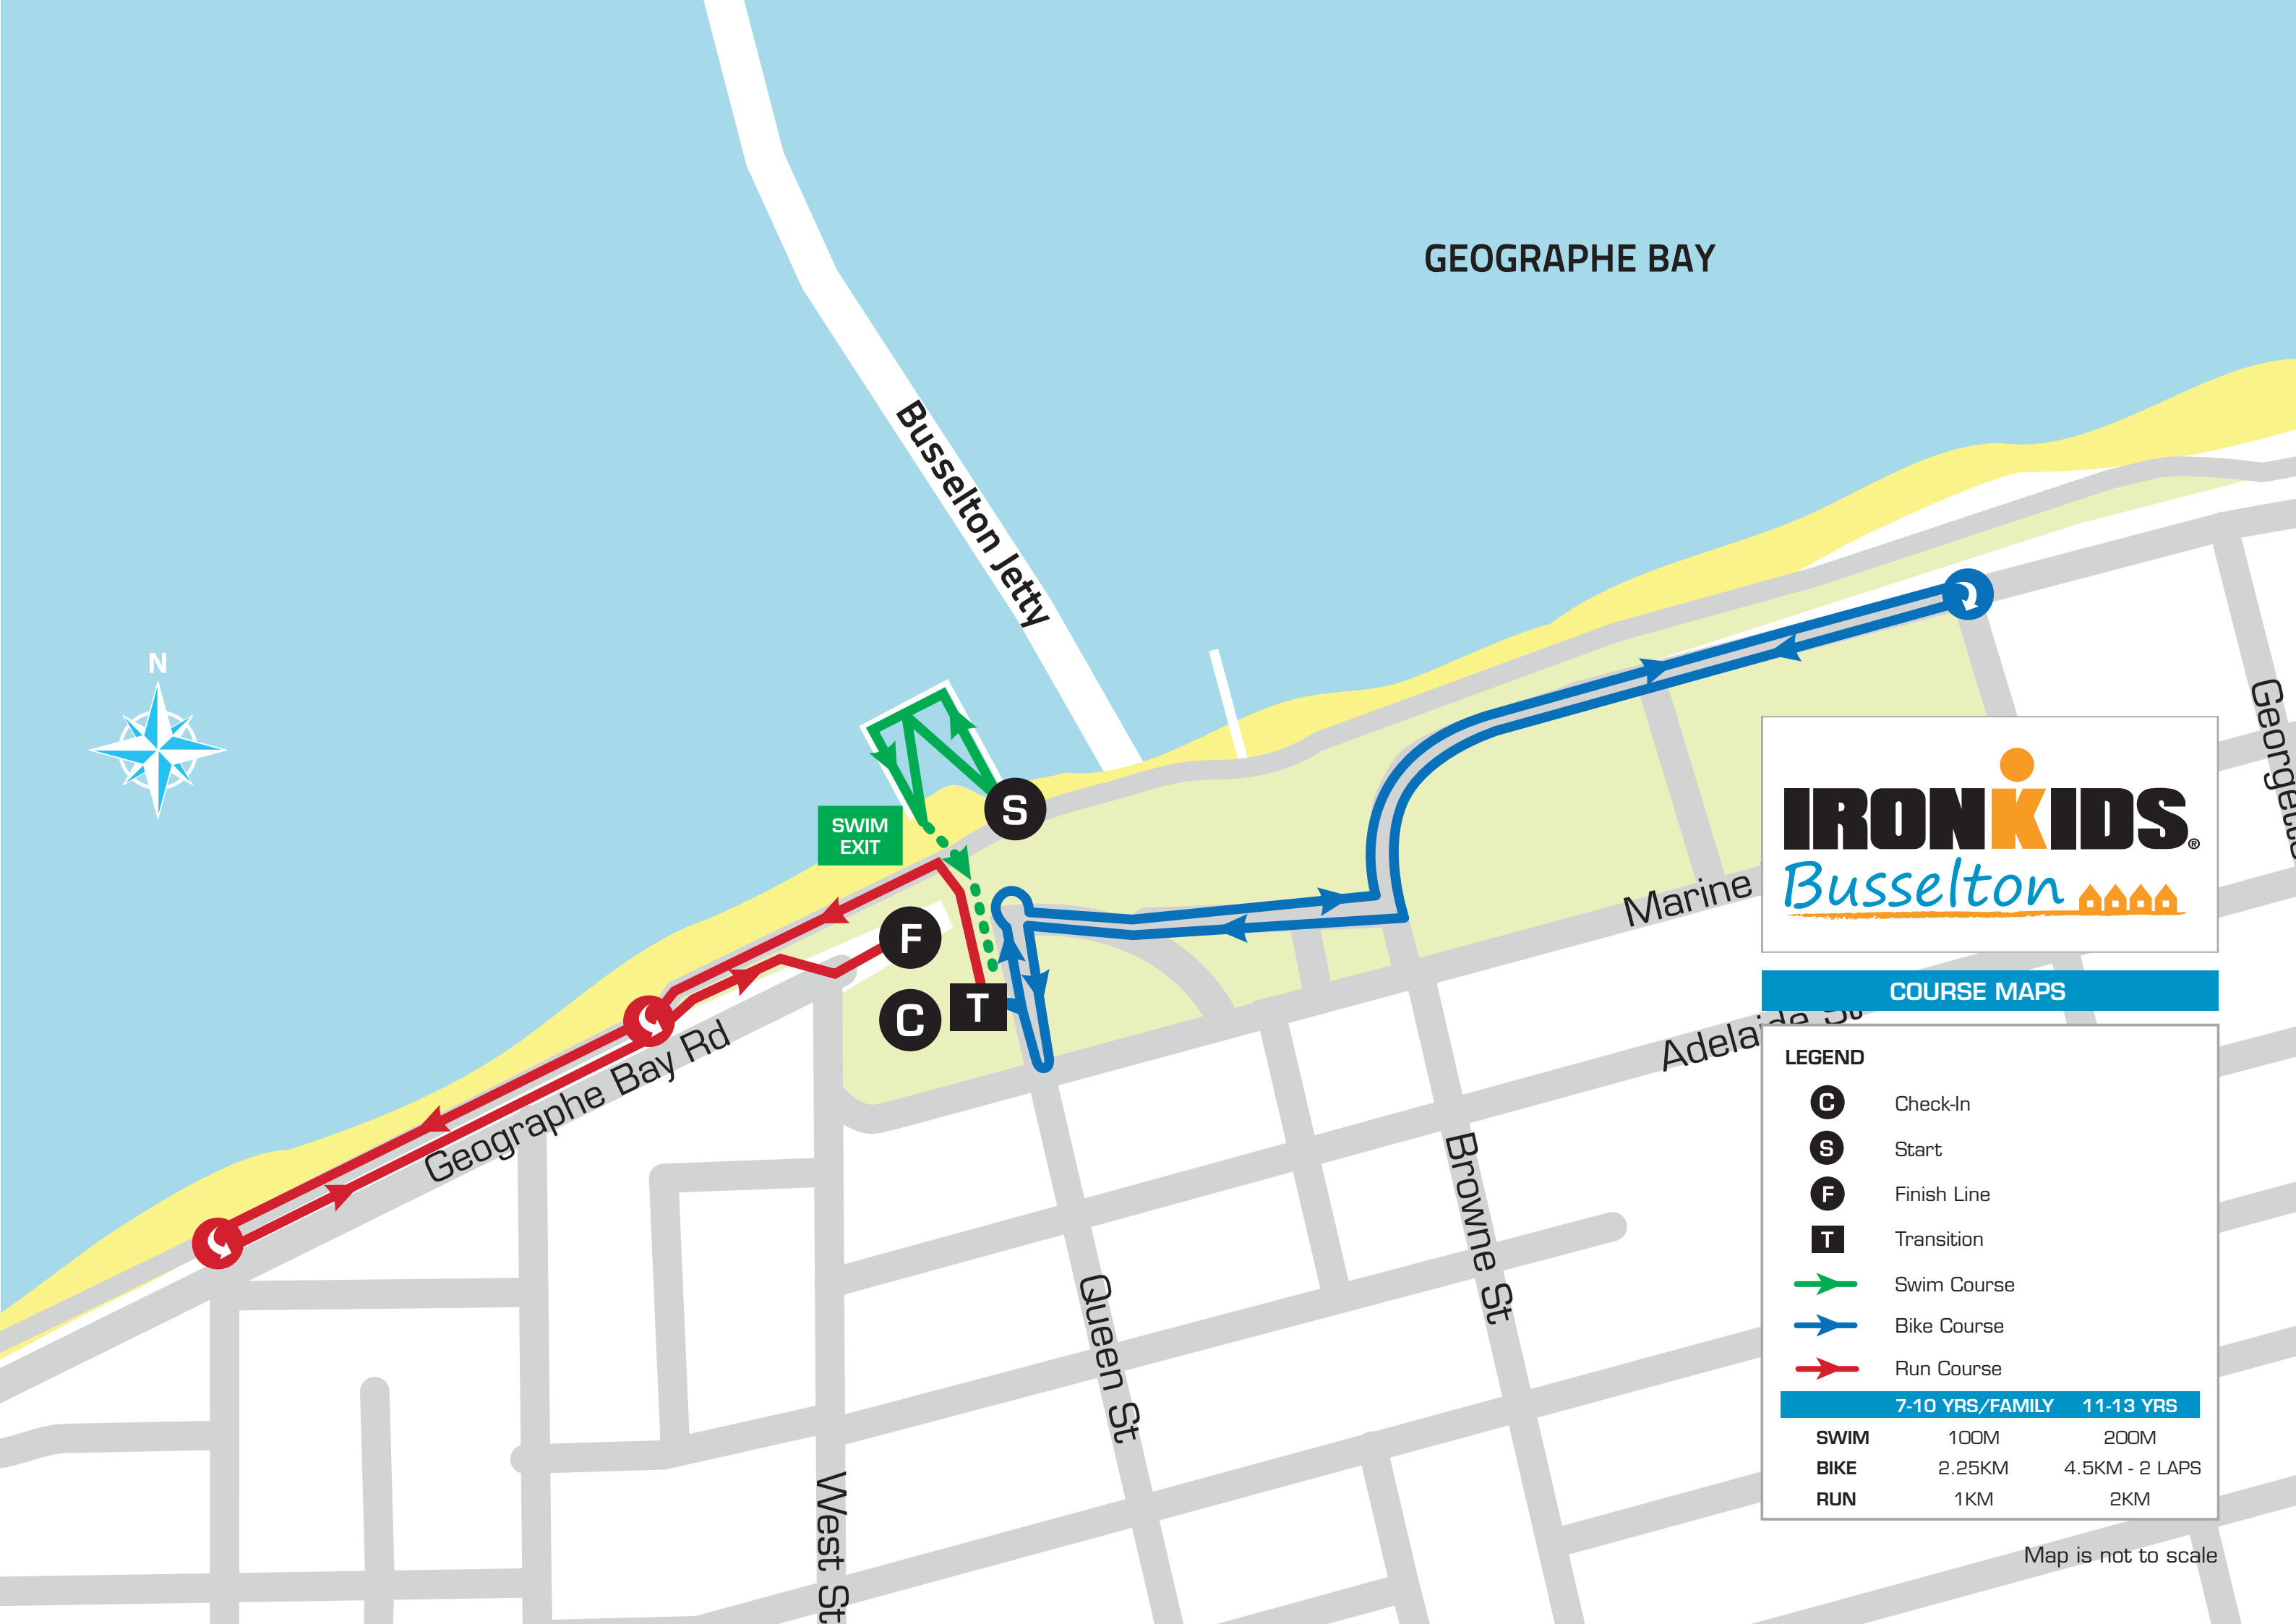 GEOGRAPHE BAY
Busselton Jetty
N
S
SWIM
EXIT
F
C
T
Geographe Bay Rd
Marine
Adelaide St
Browne St
Queen St
West St
IRONKIDS®
Busselton
COURSE MAPS
LEGEND
C Check-In
S Start
F Finish Line
T Transition
Swim Course
Bike Course
Run Course
7-10 YRS/FAMILY 11-13 YRS
SWIM 100M 200M
BIKE 2.25KM 4.5KM - 2 LAPS
RUN 1KM 2KM
Map is not to scale